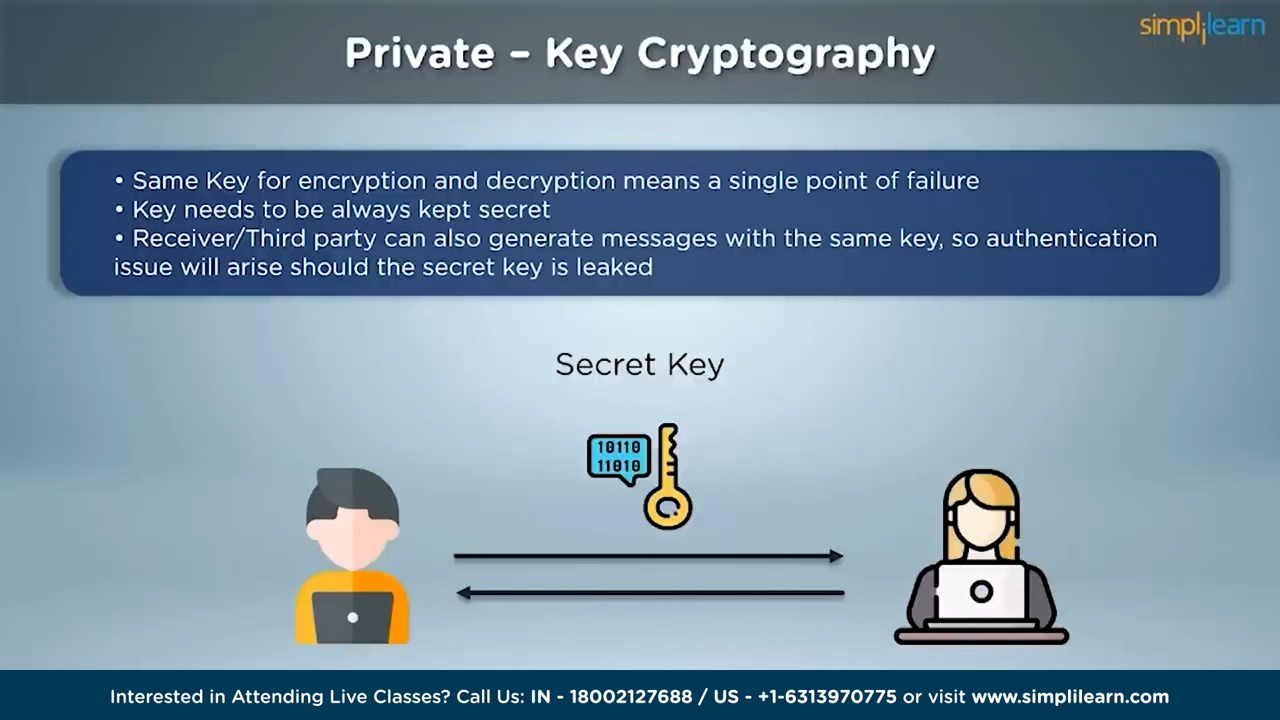 simplilearn
Private – Key Cryptography
• Same Key for encryption and decryption means a single point of failure
• Key needs to be always kept secret
• Receiver/Third party can also generate messages with the same key, so authentication
issue will arise should the secret key is leaked
Secret Key
10110
11010
Interested in Attending Live Classes? Call Us: IN - 18002127688 / US - +1-6313970775 or visit www.simplilearn.com